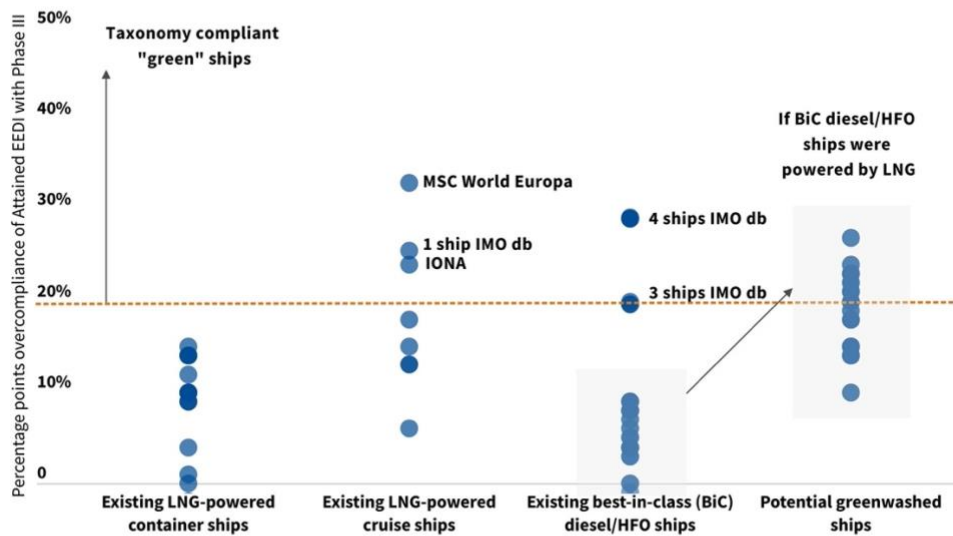 Percentage points overcompliance of Attained EEDI with Phase III
50%
40%
30%
20%
10%
0
Taxonomy compliant
"green" ships
MSC World Europa
1 ship IMO db
IONA
4 ships IMO db
3 ships IMO db
If BiC diesel/HFO
ships were
powered by LNG
Existing LNG-powered
container ships
Existing LNG-powered
cruise ships
Existing best-in-class (BiC)
diesel/HFO ships
Potential greenwashed
ships